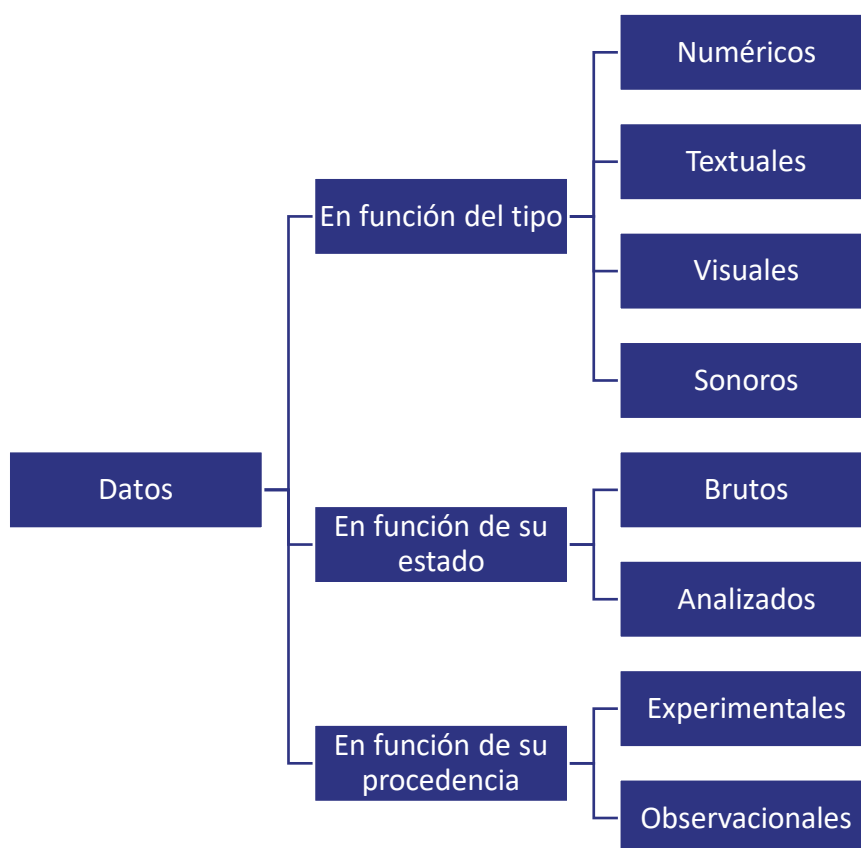 Datos
En función del tipo
Numéricos
Textuales
Visuales
Sonoros
En función de su
estado
Brutos
Analizados
En función de su
procedencia
Experimentales
Observacionales